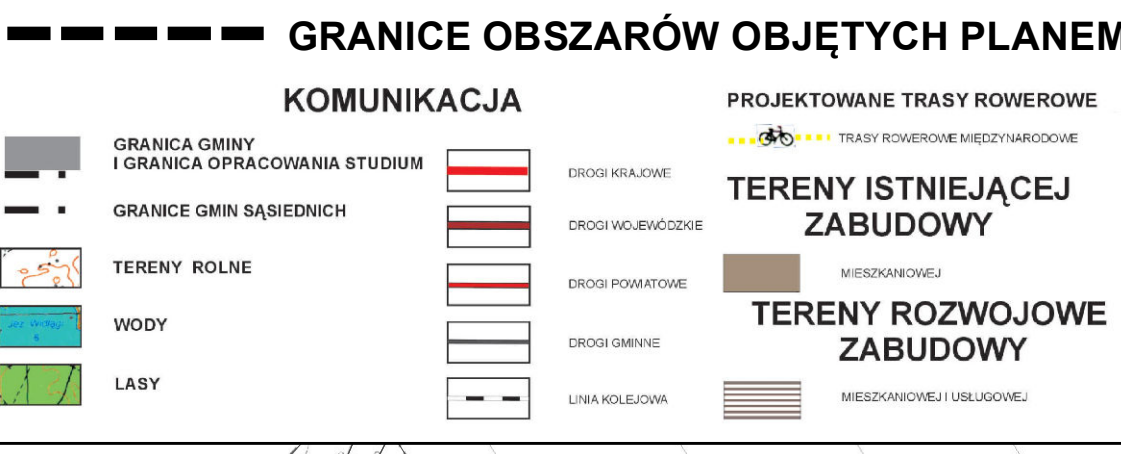 GRANICE OBSZARÓW OBJĘTYCH PLANEM
KOMUNIKACJA
GRANICA GMINY
I GRANICA OPRACOWANIA STUDIUM
GRANICE GMIN SĄSIEDNICH
TERENY ROLNE
WODY
LASY
DROGI KRAJOWE
DROGI WOJEWÓDZKIE
DROGI POWIATOWE
DROGI GMINNE
LINIA KOLEJOWA
PROJEKTOWANE TRASY ROWEROWE
TRASY ROWEROWE MIĘDZYNARODOWE
TERENY ISTNIEJĄCEJ
ZABUDOWY
MIESZKANIOWEJ
TERENY ROZWOJOWE
ZABUDOWY
MIESZKANIOWEJ I USŁUGOWEJ